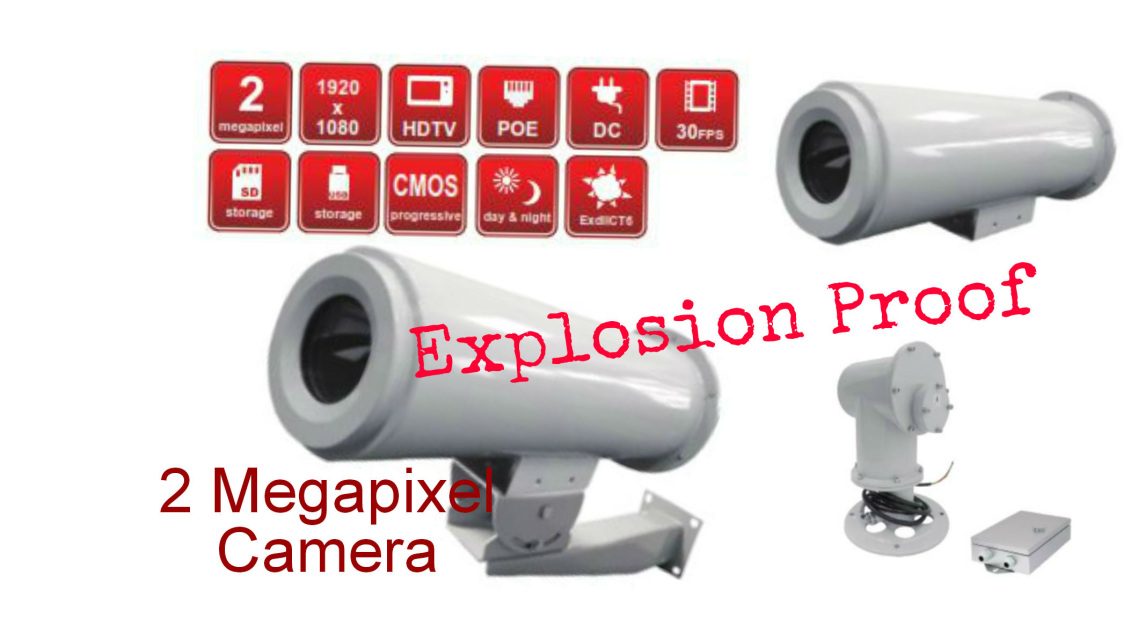 2
megapixel
1920
x
1080
HDTV
POE
DC
30FPS
SD
storage
USB
storage
CMOS
progressive
day & night
ExdIICT6
Explosion Proof
2 Megapixel
Camera